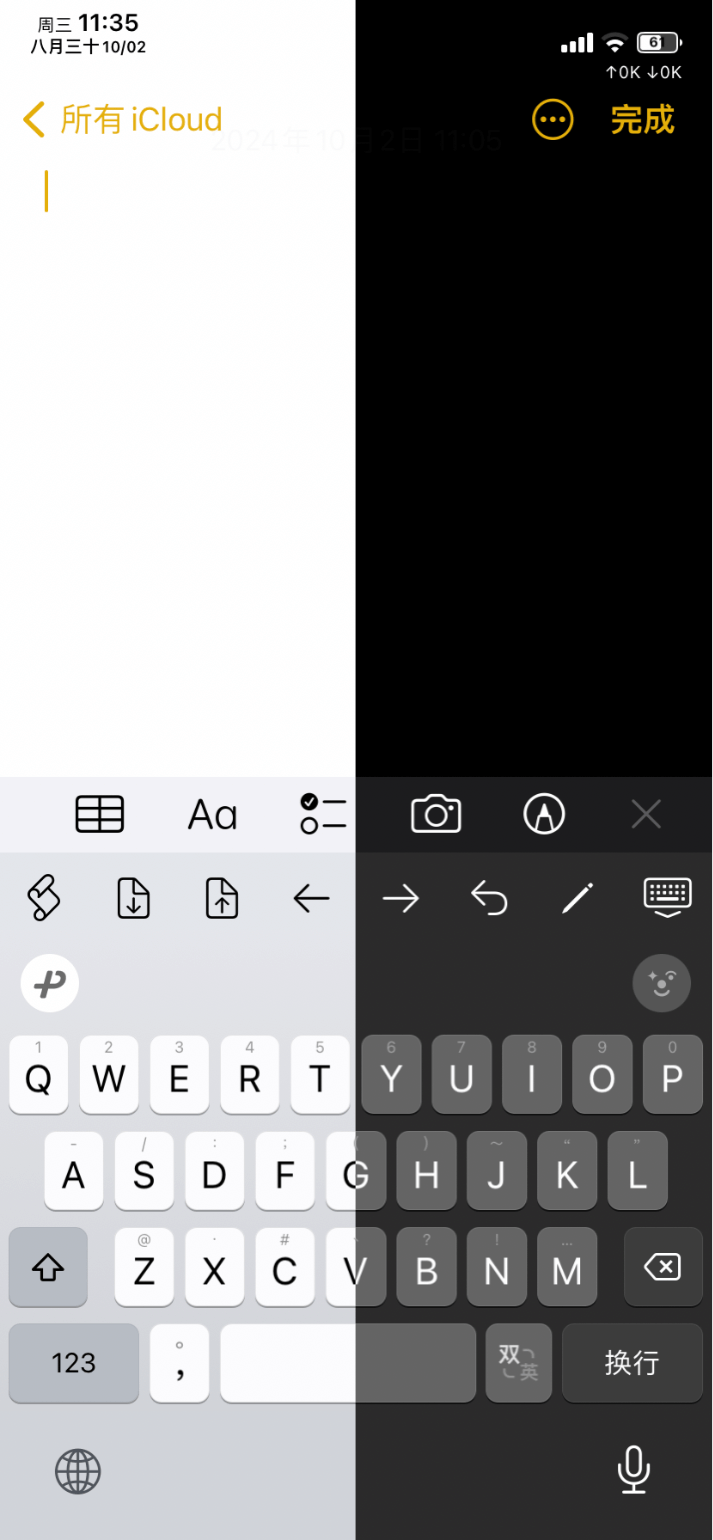 周三 11:35
八月三十 10/02
61
↑0K ↓0K
所有 iCloud
完成
2024年10月2日 11:05
Aa
1 2 3 4 5 6 7 8 9 0
Q W E R T Y U I O P
- / : ; ( ) ～ “ ”
A S D F G H J K L
@ . # ? ! …
Z X C V B N M
123
，
双
英
换行